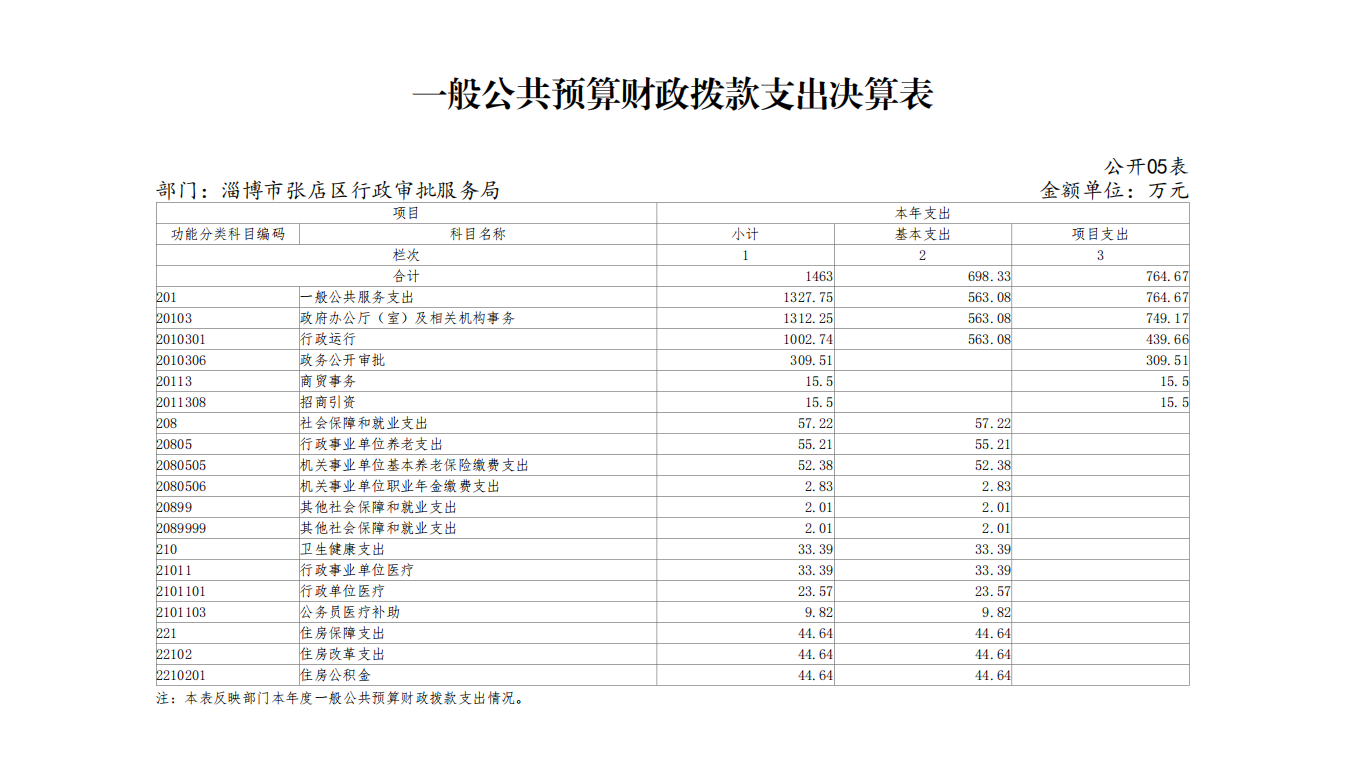 一般公共预算财政拨款支出决算表
公开05表
部门：淄博市张店区行政审批服务局 金额单位：万元
项目 本年支出
功能分类科目编码 科目名称 小计 基本支出 项目支出
栏次 1 2 3
合计 1463 698.33 764.67
201 一般公共服务支出 1327.75 563.08 764.67
20103 政府办公厅（室）及相关机构事务 1312.25 563.08 749.17
2010301 行政运行 1002.74 563.08 439.66
2010306 政务公开审批 309.51 309.51
20113 商贸事务 15.5 15.5
2011308 招商引资 15.5 15.5
208 社会保障和就业支出 57.22 57.22
20805 行政事业单位养老支出 55.21 55.21
2080505 机关事业单位基本养老保险缴费支出 52.38 52.38
2080506 机关事业单位职业年金缴费支出 2.83 2.83
20899 其他社会保障和就业支出 2.01 2.01
2089999 其他社会保障和就业支出 2.01 2.01
210 卫生健康支出 33.39 33.39
21011 行政事业单位医疗 33.39 33.39
2101101 行政单位医疗 23.57 23.57
2101103 公务员医疗补助 9.82 9.82
221 住房保障支出 44.64 44.64
22102 住房改革支出 44.64 44.64
2210201 住房公积金 44.64 44.64
注：本表反映部门本年度一般公共预算财政拨款支出情况。